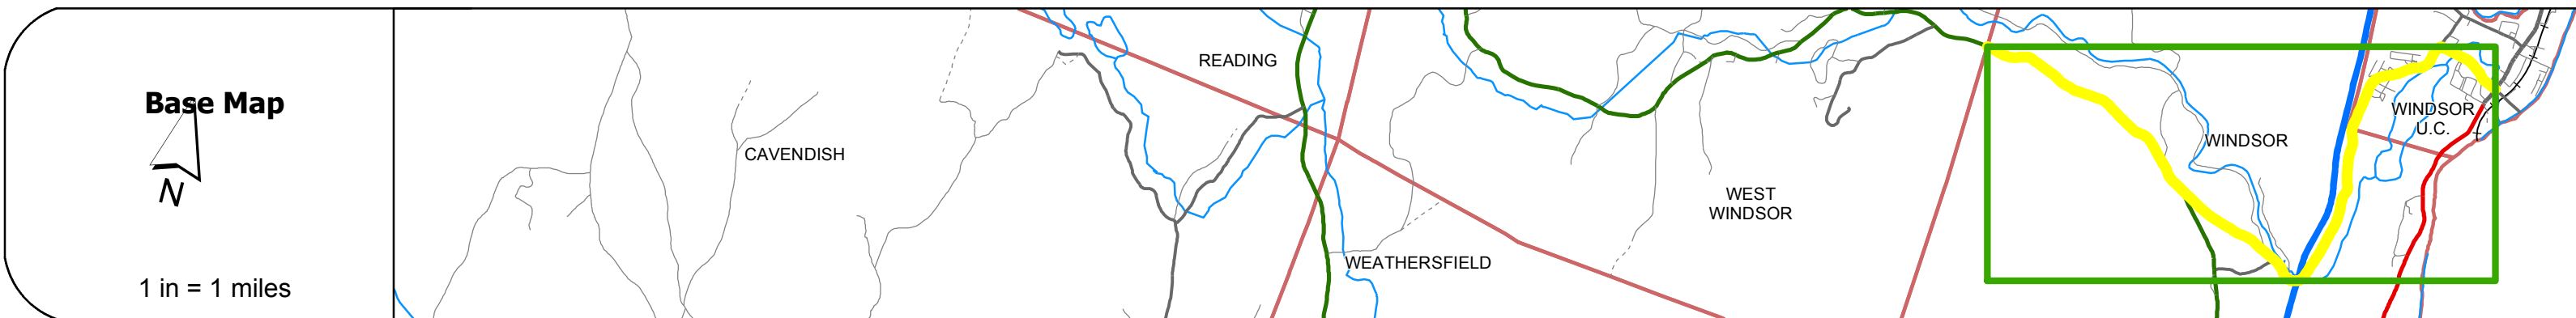 Base Map
N
1 in = 1 miles
CAVENDISH
READING
WEATHERSFIELD
WEST
WINDSOR
WINDSOR
WINDSOR
U.C.